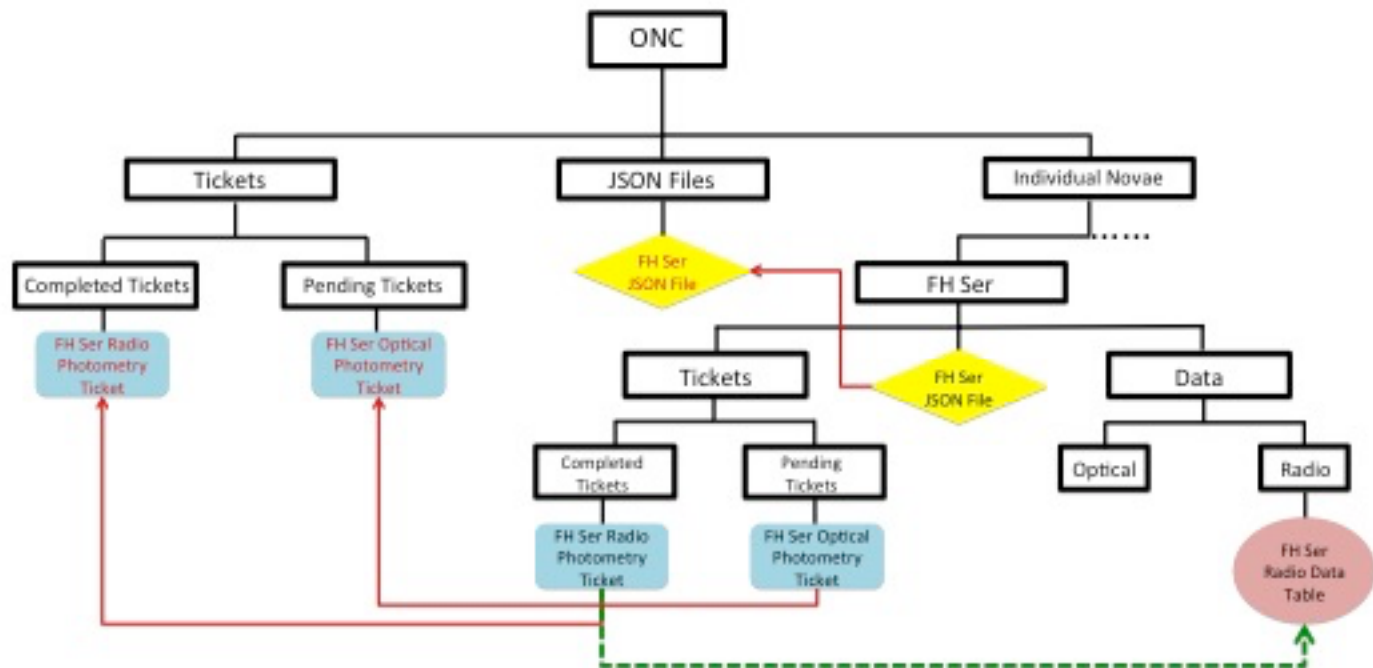 ONC
Tickets
JSON Files
Individual Novae
......
Completed Tickets
Pending Tickets
FH Ser
JSON File
FH Ser
FH Ser Radio
Photometry
Ticket
FH Ser Optical
Photometry
Ticket
Tickets
FH Ser
JSON File
Data
Completed
Tickets
Pending
Tickets
Optical
Radio
FH Ser Radio
Photometry
Ticket
FH Ser Optical
Photometry
Ticket
FH Ser
Radio Data
Table